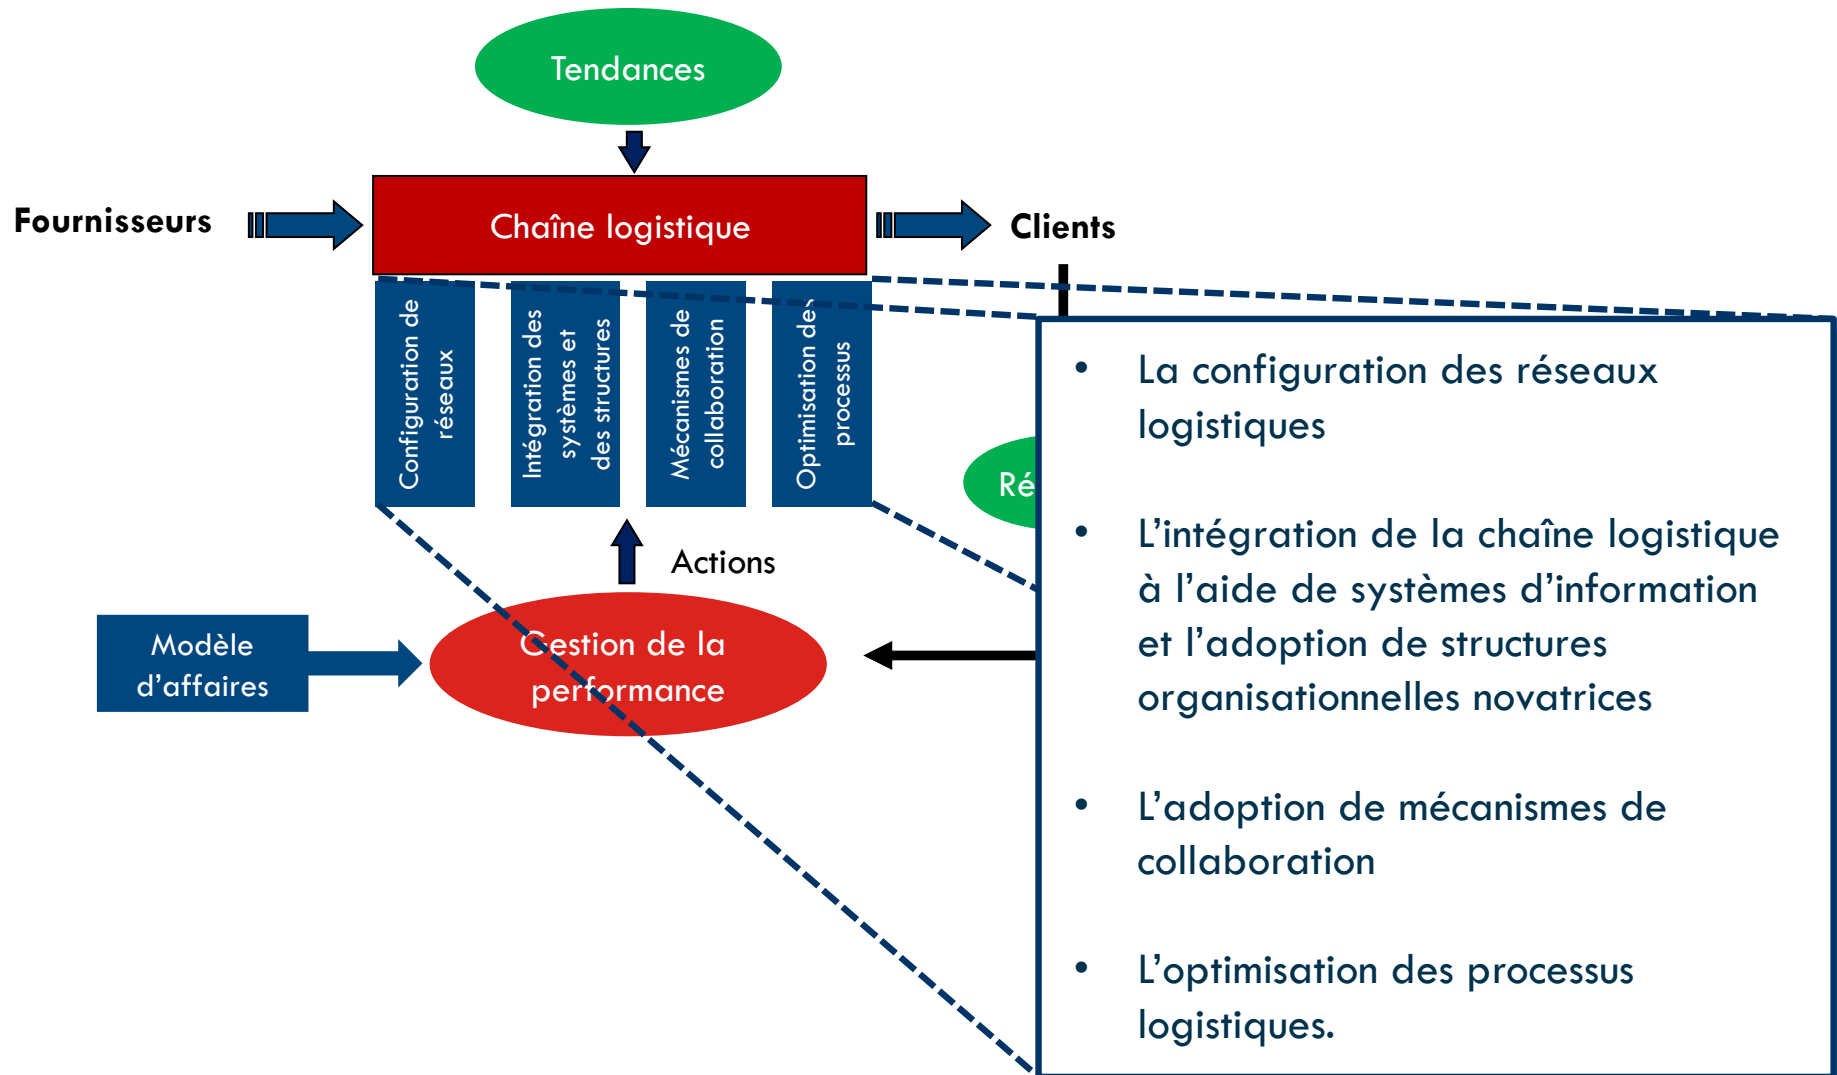 Tendances
Fournisseurs
Chaîne logistique
Clients
Configuration de
réseaux
Intégration des
systèmes et
des structures
Mécanismes de
collaboration
Optimisation des
processus
Actions
Modèle
d’affaires
Gestion de la
performance
• La configuration des réseaux
logistiques
• L’intégration de la chaîne logistique
à l’aide de systèmes d’information
et l’adoption de structures
organisationnelles novatrices
• L’adoption de mécanismes de
collaboration
• L’optimisation des processus
logistiques.